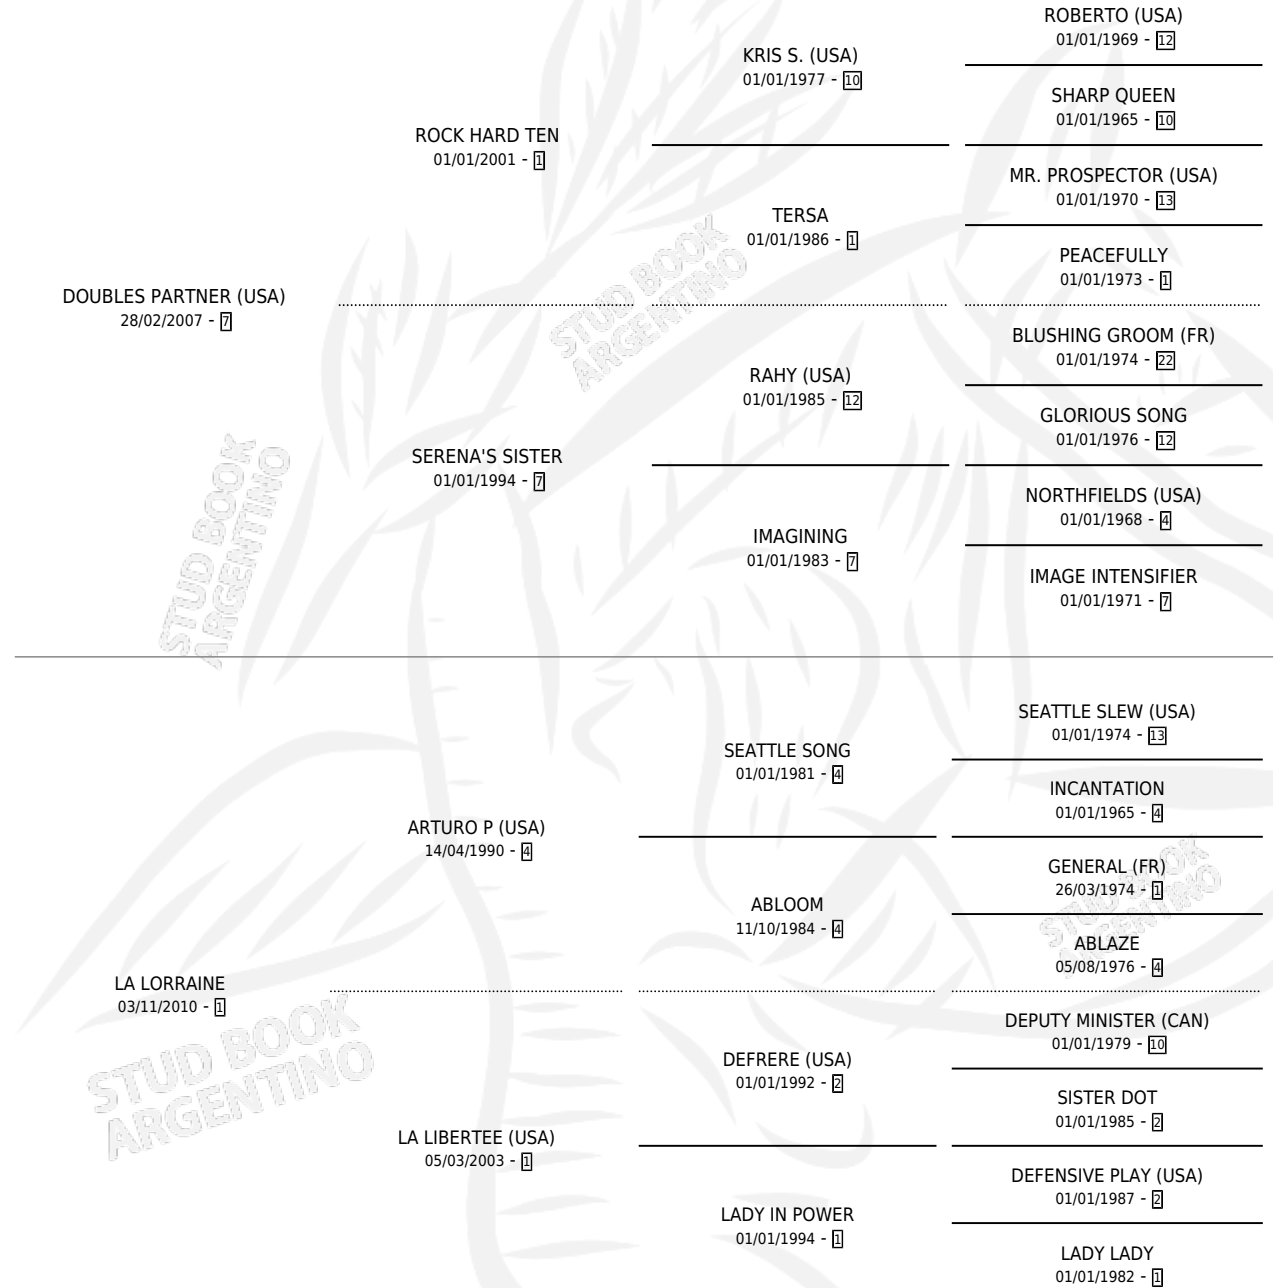 ROBERTO (USA)
01/01/1969 - 12
KRIS S. (USA)
01/01/1977 - 10
SHARP QUEEN
01/01/1965 - 10
ROCK HARD TEN
01/01/2001 - 1
MR. PROSPECTOR (USA)
01/01/1970 - 13
TERSA
01/01/1986 - 1
PEACEFULLY
01/01/1973 - 1
DOUBLES PARTNER (USA)
28/02/2007 - 7
STUD BOOK
ARGENTINO
BLUSHING GROOM (FR)
01/01/1974 - 22
RAHY (USA)
01/01/1985 - 12
GLORIOUS SONG
01/01/1976 - 12
SERENA'S SISTER
01/01/1994 - 7
NORTHFIELDS (USA)
01/01/1968 - 4
IMAGINING
01/01/1983 - 7
IMAGE INTENSIFIER
01/01/1971 - 7
STUD BOOK
ARGENTINO
SEATTLE SLEW (USA)
01/01/1974 - 13
SEATTLE SONG
01/01/1981 - 4
INCANTATION
01/01/1965 - 4
ARTURO P (USA)
14/04/1990 - 4
GENERAL (FR)
26/03/1974 - 1
ABLOOM
11/10/1984 - 4
ABLAZE
05/08/1976 - 4
STUD BOOK
ARGENTINO
LA LORRAINE
03/11/2010 - 1
DEPUTY MINISTER (CAN)
01/01/1979 - 10
DEFRERE (USA)
01/01/1992 - 2
SISTER DOT
01/01/1985 - 2
STUD BOOK
ARGENTINO
LA LIBERTEE (USA)
05/03/2003 - 1
DEFENSIVE PLAY (USA)
01/01/1987 - 2
LADY IN POWER
01/01/1994 - 1
LADY LADY
01/01/1982 - 1